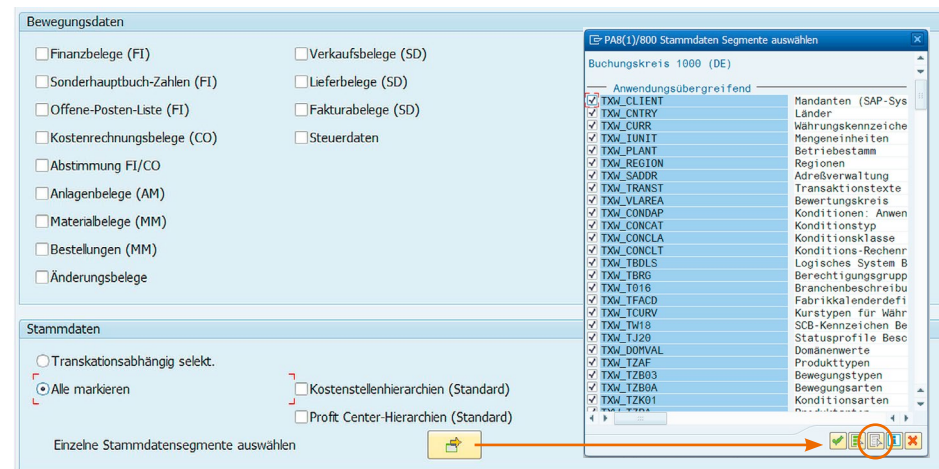 Bewegungsdaten
Finanzbelege (FI)
Verkaufsbelege (SD)
Sonderhauptbuch-Zahlen (FI)
Lieferbelege (SD)
Offene-Posten-Liste (FI)
Fakturabelege (SD)
Kostenrechnungsbelege (CO)
Steuerdaten
Abstimmung FI/CO
Anlagenbelege (AM)
Materialbelege (MM)
Bestellungen (MM)
Änderungsbelege
Stammdaten
Transkationsabhängig selekt.
Alle markieren
Kostenstellenhierarchien (Standard)
Profit Center-Hierarchien (Standard)
Einzelne Stammdatensegmente auswählen
PA8(1)/800 Stammdaten Segmente auswählen
Buchungskreis 1000 (DE)
Anwendungsübergreifend
TXW_CLIENT Mandanten (SAP-Sys
TXW_CNTRY Länder
TXW_CURR Währungskennzeiche
TXW_IUNIT Mengeneinheiten
TXW_PLANT Betriebestamm
TXW_REGION Regionen
TXW_SADDR Adreßverwaltung
TXW_TRANST Transaktionstexte
TXW_VLAREA Bewertungskreis
TXW_CONDAP Konditionen: Anwen
TXW_CONCAT Konditionstyp
TXW_CONCLA Konditionsklasse
TXW_CONCLT Konditions-Rechenr
TXW_TBDLS Logisches System B
TXW_TBRG Berechtigungsgrupp
TXW_T016 Branchenbeschreibu
TXW_TFACD Fabrikkalenderdefi
TXW_TCURV Kurstypen für Währ
TXW_TW18 SCB-Kennzeichen Be
TXW_TJ20 Statusprofile Besc
TXW_DOMVAL Domänenwerte
TXW_TZAF Produkttypen
TXW_TZB03 Bewegungstypen
TXW_TZB0A Bewegungsarten
TXW_TZK01 Konditionsarten